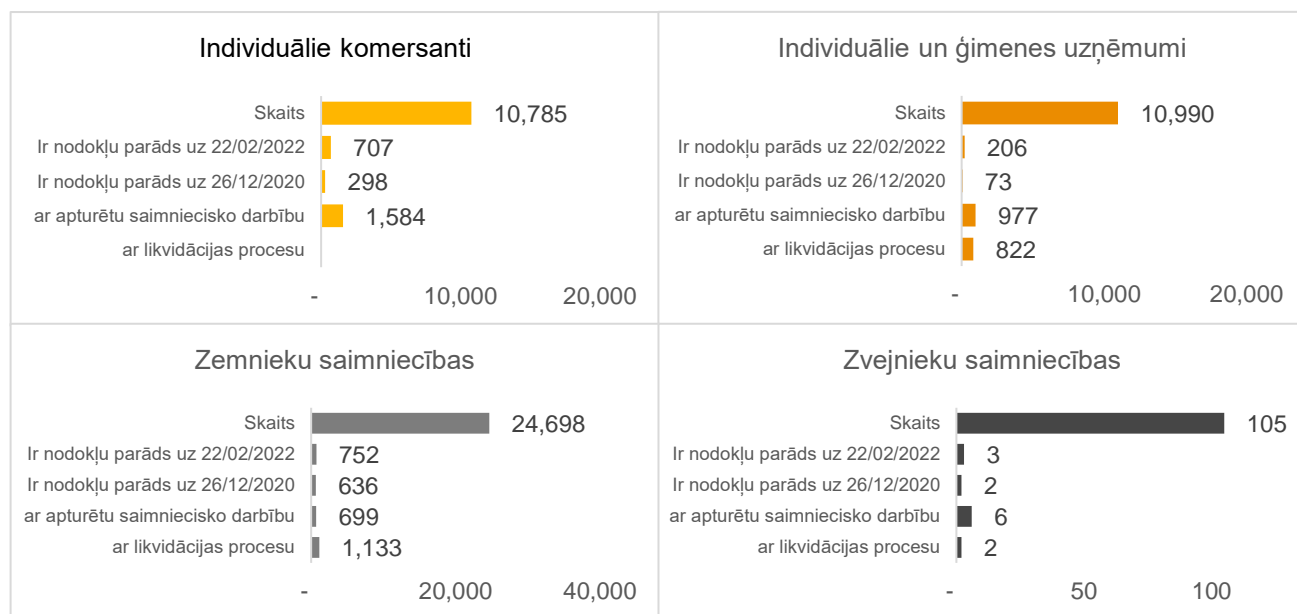 Individuālie komersanti
Skaits 10,785
Ir nodokļu parāds uz 22/02/2022 707
Ir nodokļu parāds uz 26/12/2020 298
ar apturētu saimniecisko darbību 1,584
ar likvidācijas procesu
- 10,000 20,000
Individuālie un ģimenes uzņēmumi
Skaits 10,990
Ir nodokļu parāds uz 22/02/2022 206
Ir nodokļu parāds uz 26/12/2020 73
ar apturētu saimniecisko darbību 977
ar likvidācijas procesu 822
- 10,000 20,000
Zemnieku saimniecības
Skaits 24,698
Ir nodokļu parāds uz 22/02/2022 752
Ir nodokļu parāds uz 26/12/2020 636
ar apturētu saimniecisko darbību 699
ar likvidācijas procesu 1,133
- 20,000 40,000
Zvejnieku saimniecības
Skaits 105
Ir nodokļu parāds uz 22/02/2022 3
Ir nodokļu parāds uz 26/12/2020 2
ar apturētu saimniecisko darbību 6
ar likvidācijas procesu 2
- 50 100